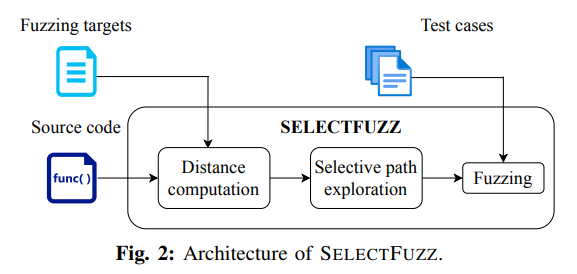 Fuzzing targets
Test cases
Source code
SELECTFUZZ
func( )
Distance
computation
Selective path
exploration
Fuzzing
Fig. 2: Architecture of SELECTFUZZ.